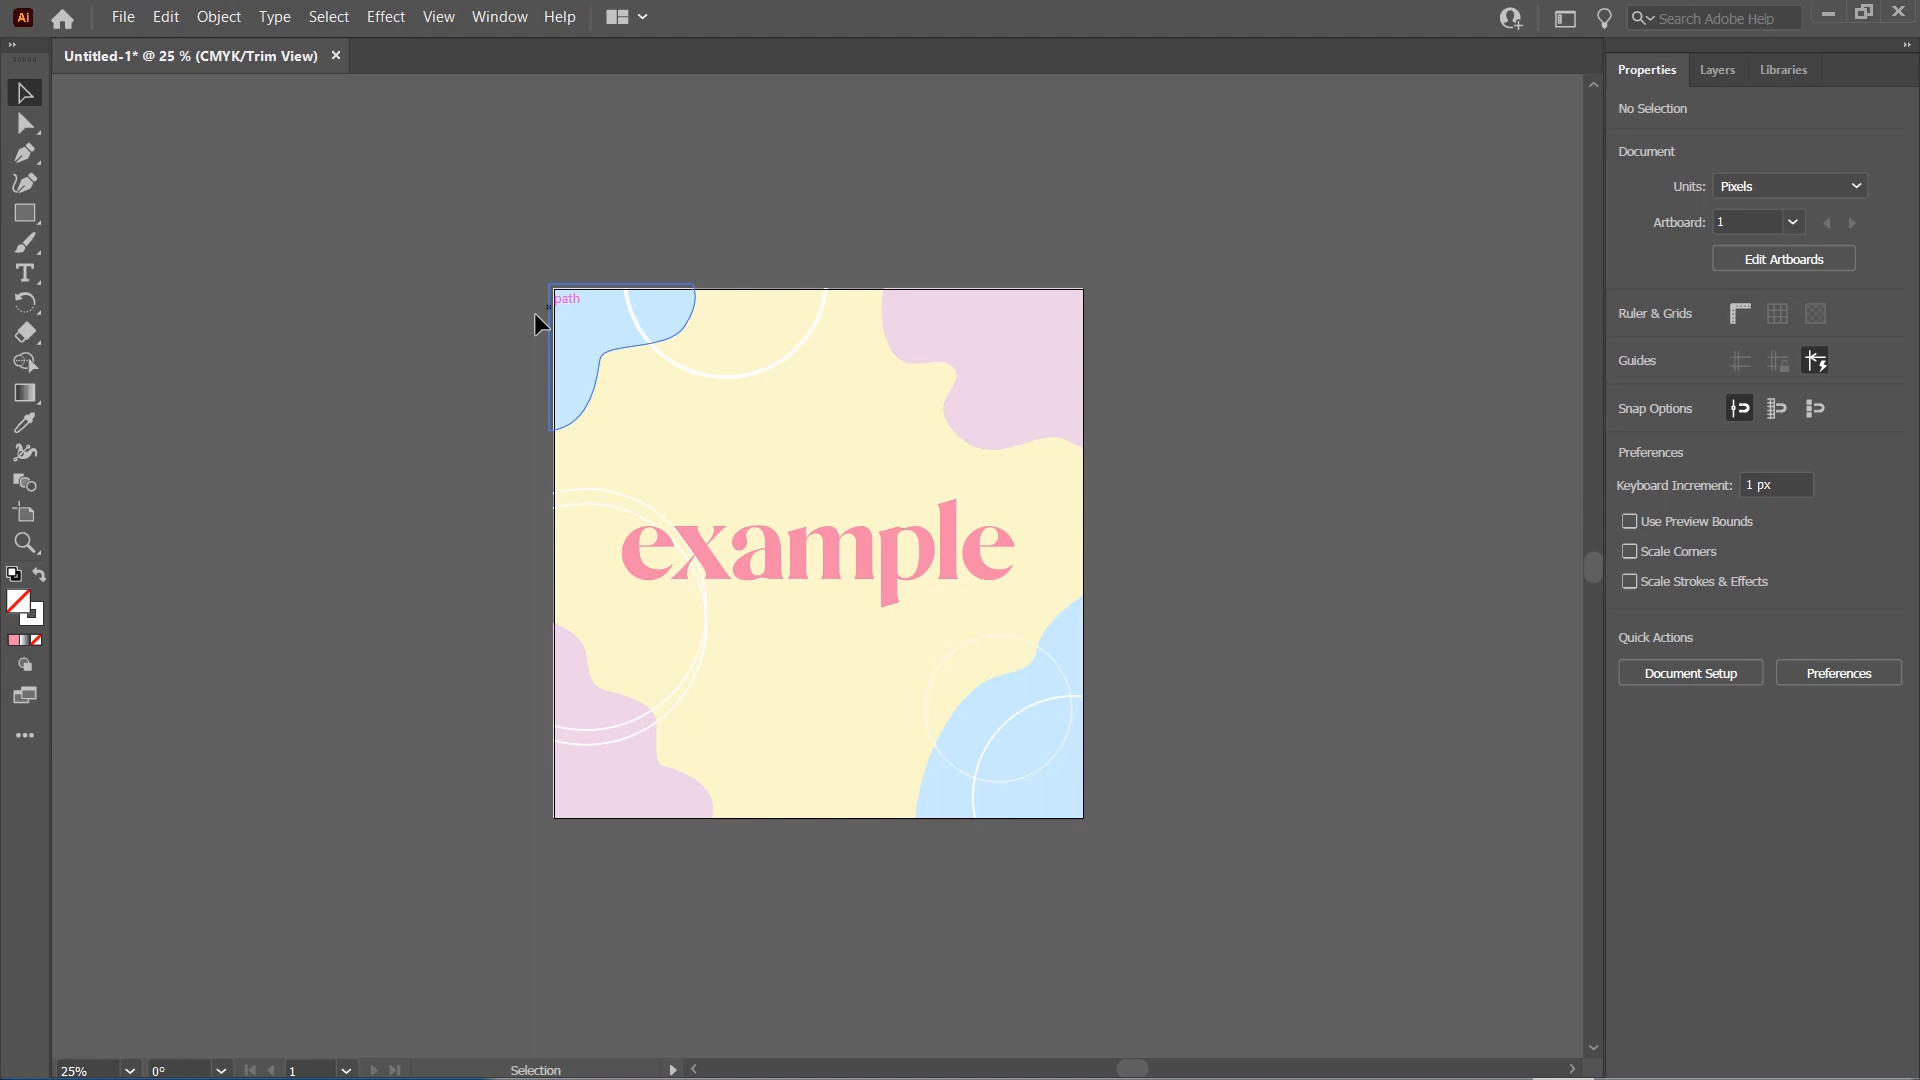 Ai
File Edit Object Type Select Effect View Window Help
Search Adobe Help
Untitled-1* @ 25 % (CMYK/Trim View)
Properties Layers Libraries
No Selection
Document
Units: Pixels
Artboard: 1
Edit Artboards
path
Ruler & Grids
Guides
Snap Options
Preferences
Keyboard Increment: 1 px
Use Preview Bounds
example
Scale Corners
Scale Strokes & Effects
Quick Actions
Document Setup Preferences
25% 0° 1 Selection